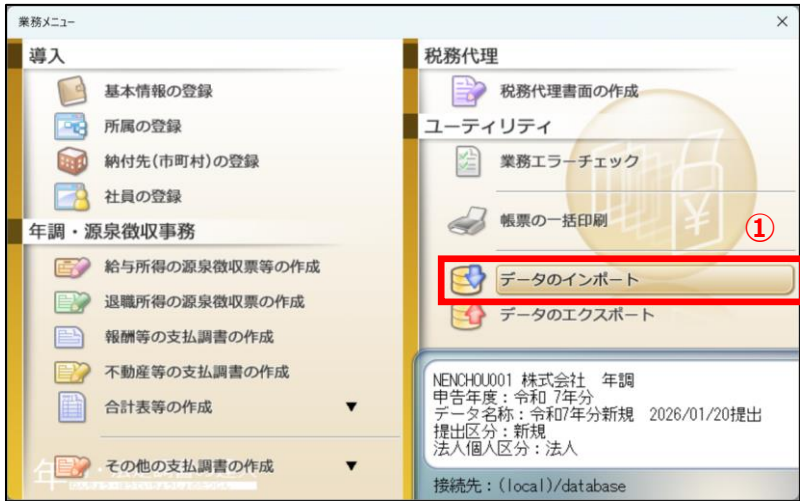 業務メニュー
導入
基本情報の登録
所属の登録
納付先(市町村)の登録
社員の登録
年調・源泉徴収事務
給与所得の源泉徴収票等の作成
退職所得の源泉徴収票の作成
報酬等の支払調書の作成
不動産等の支払調書の作成
合計表等の作成 ▼
その他の支払調書の作成 ▼
税務代理
税務代理書面の作成
ユーティリティ
業務エラーチェック
帳票の一括印刷
①
データのインポート
データのエクスポート
NENCHOU001 株式会社 年調
申告年度:令和 7年分
データ名称:令和7年分新規 2026/01/20提出
提出区分:新規
法人個人区分:法人
接続先:(local)/database